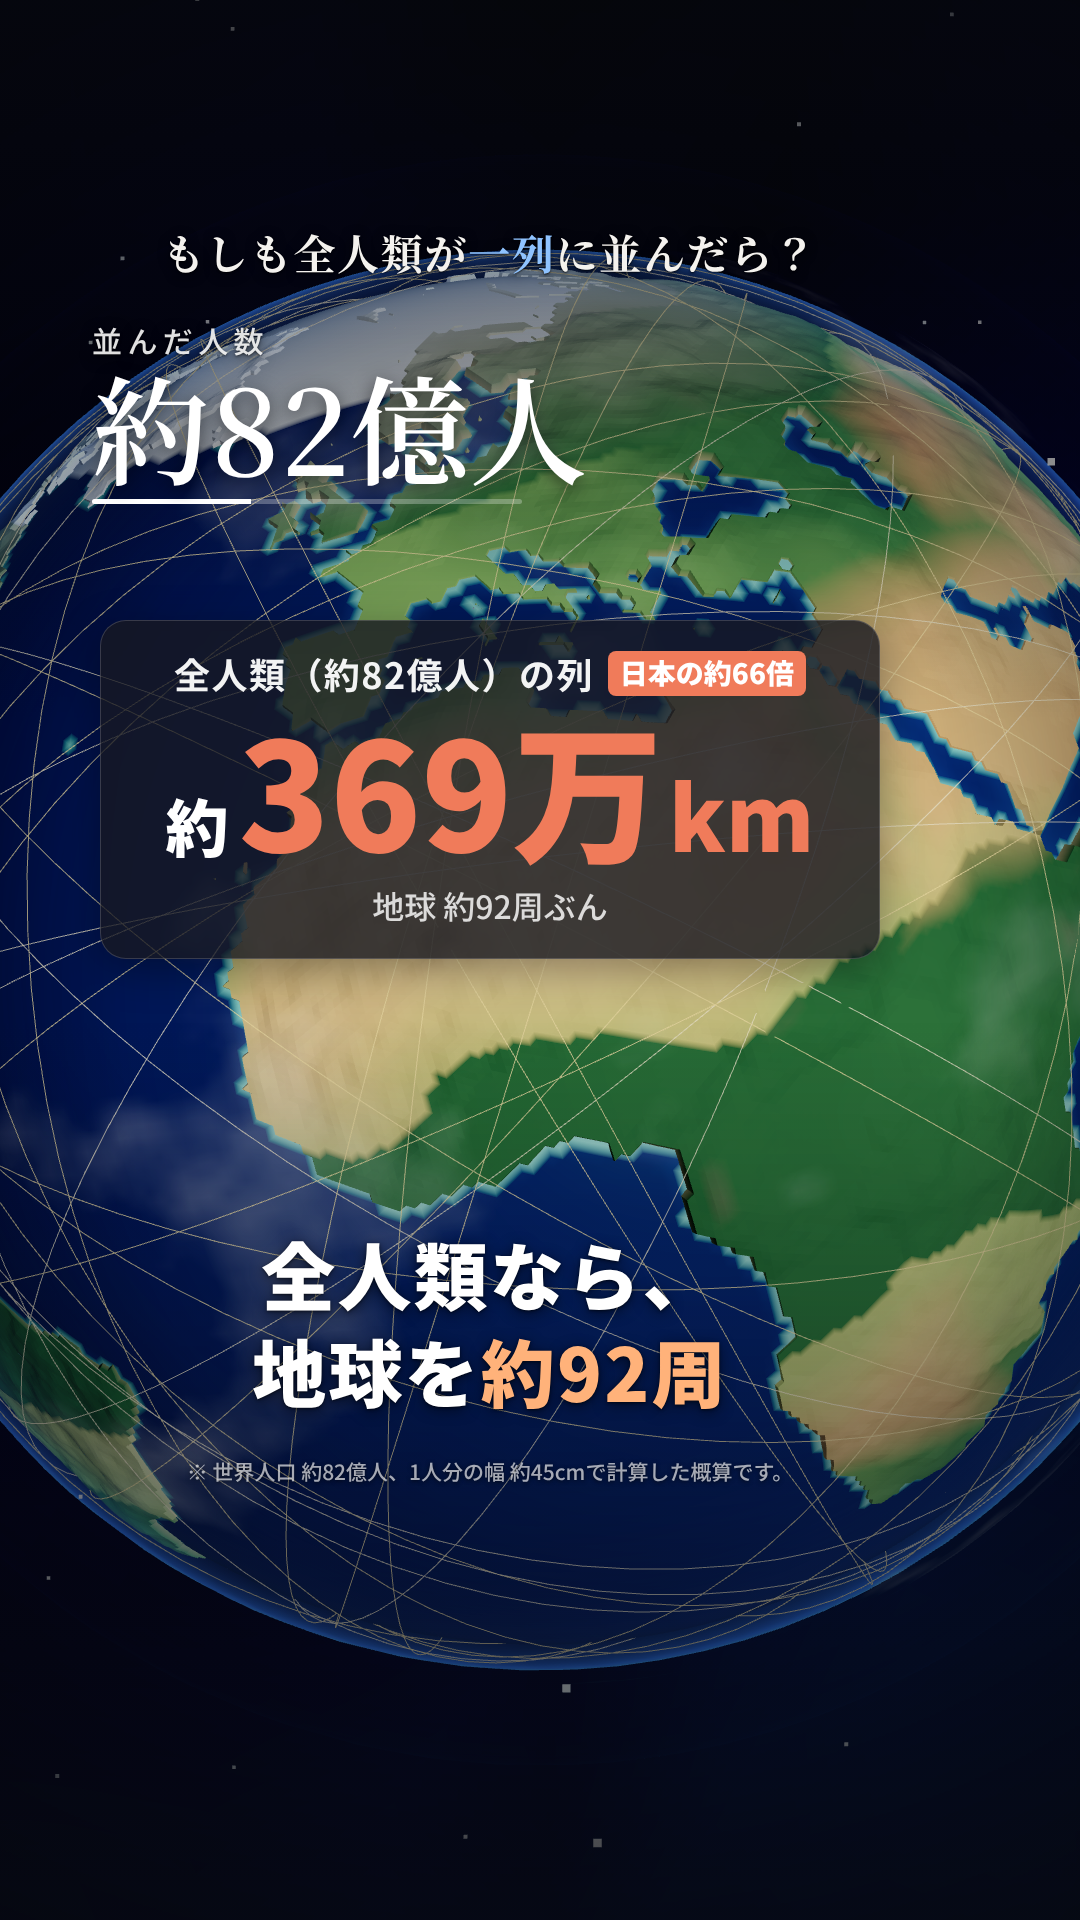 もしも全人類が一列に並んだら？
並んだ人数
約82億人
全人類（約82億人）の列 日本の約66倍
約369万km
地球 約92周ぶん
全人類なら、
地球を約92周
※ 世界人口 約82億人、1人分の幅 約45cmで計算した概算です。